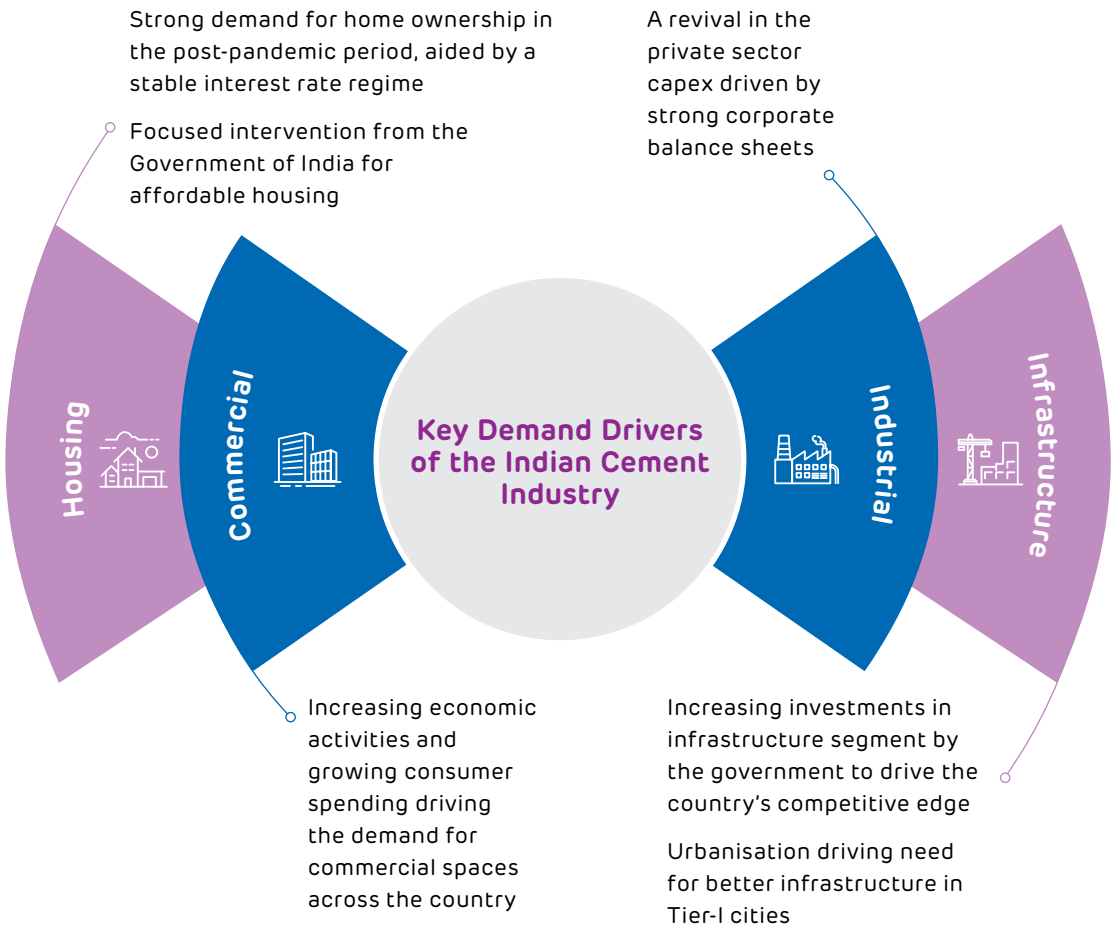 Strong demand for home ownership in
the post-pandemic period, aided by a
stable interest rate regime
Focused intervention from the
Government of India for
affordable housing
A revival in the
private sector
capex driven by
strong corporate
balance sheets
Housing
Commercial
Key Demand Drivers
of the Indian Cement
Industry
Industrial
Infrastructure
Increasing economic
activities and
growing consumer
spending driving
the demand for
commercial spaces
across the country
Increasing investments in
infrastructure segment by
the government to drive the
country's competitive edge
Urbanisation driving need
for better infrastructure in
Tier-I cities